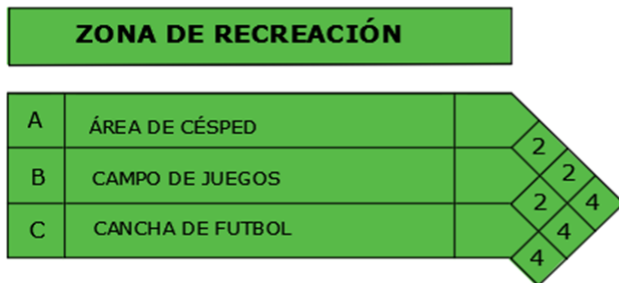 ZONA DE RECREACIÓN
A ÁREA DE CÉSPED
2
2
B CAMPO DE JUEGOS
2 4
C CANCHA DE FUTBOL
4
4